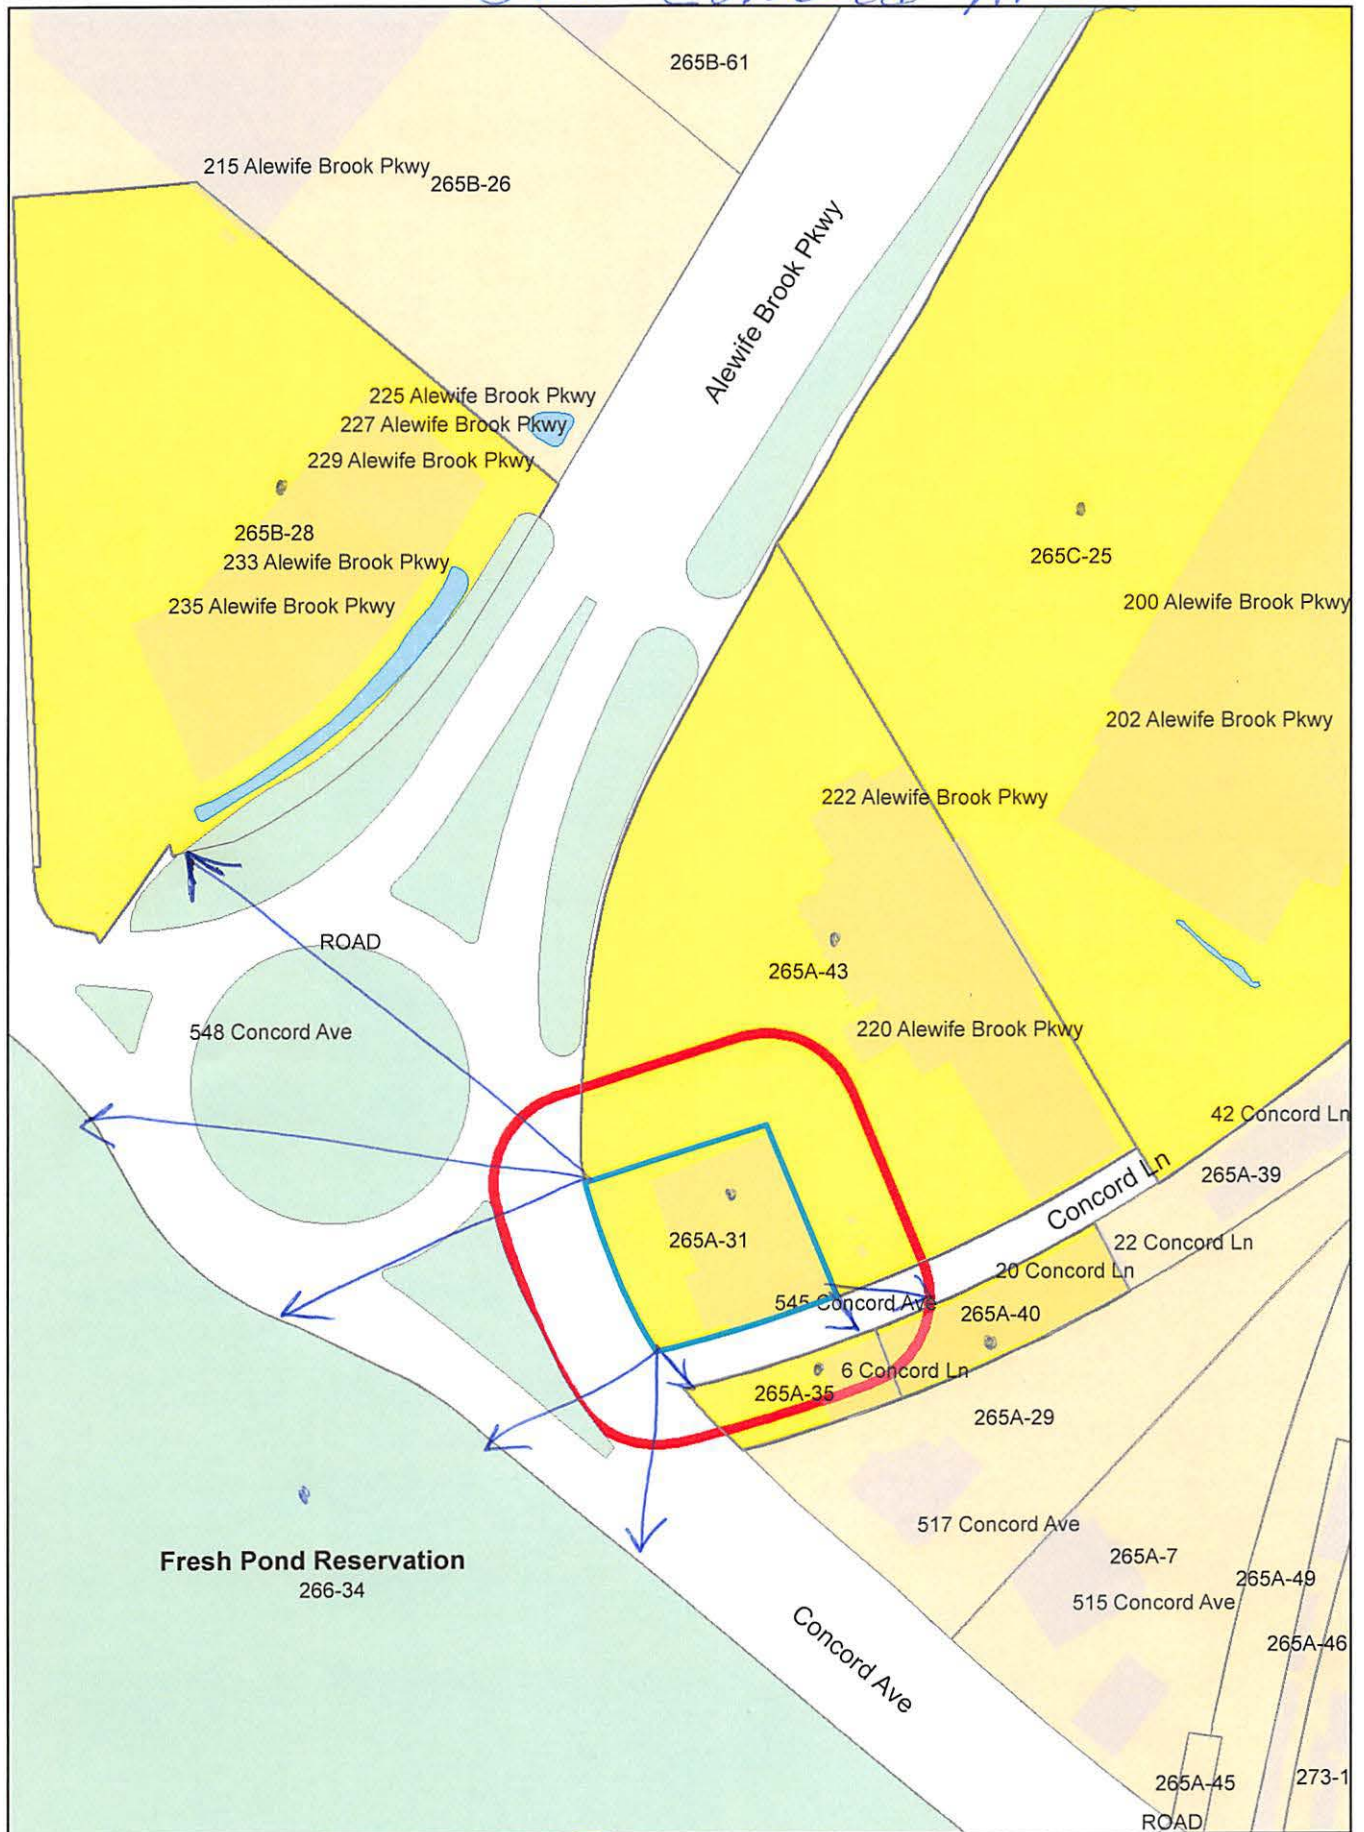 265B-61
215 Alewife Brook Pkwy
265B-26
Alewife Brook Pkwy
225 Alewife Brook Pkwy
227 Alewife Brook Pkwy
229 Alewife Brook Pkwy
265B-28
233 Alewife Brook Pkwy
235 Alewife Brook Pkwy
265C-25
200 Alewife Brook Pkwy
202 Alewife Brook Pkwy
222 Alewife Brook Pkwy
ROAD
265A-43
548 Concord Ave
220 Alewife Brook Pkwy
42 Concord Ln
265A-39
Concord Ln
265A-31
22 Concord Ln
20 Concord Ln
545 Concord Ave
265A-40
6 Concord Ln
265A-35
265A-29
517 Concord Ave
Fresh Pond Reservation
266-34
265A-7
265A-49
515 Concord Ave
265A-46
Concord Ave
265A-45
273-1
ROAD